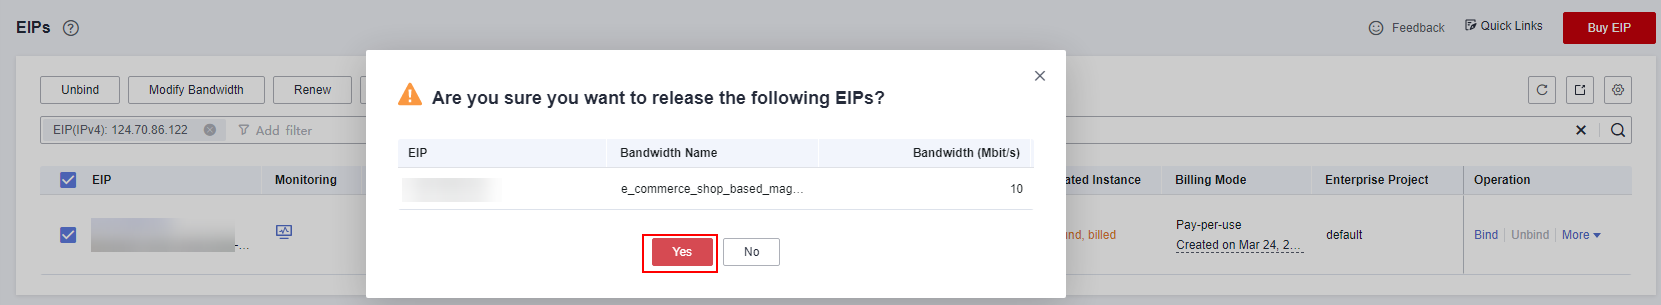 EIPs
Feedback
Quick Links
Buy EIP
Unbind
Modify Bandwidth
Renew
EIP(IPv4): 124.70.86.122
Add filter
Are you sure you want to release the following EIPs?
EIP
Bandwidth Name
Bandwidth (Mbit/s)
e_commerce_shop_based_mag...
10
Yes
No
EIP
Monitoring
ated Instance
Billing Mode
Enterprise Project
Operation
-...
und, billed
Pay-per-use
Created on Mar 24, 2...
default
Bind
Unbind
More